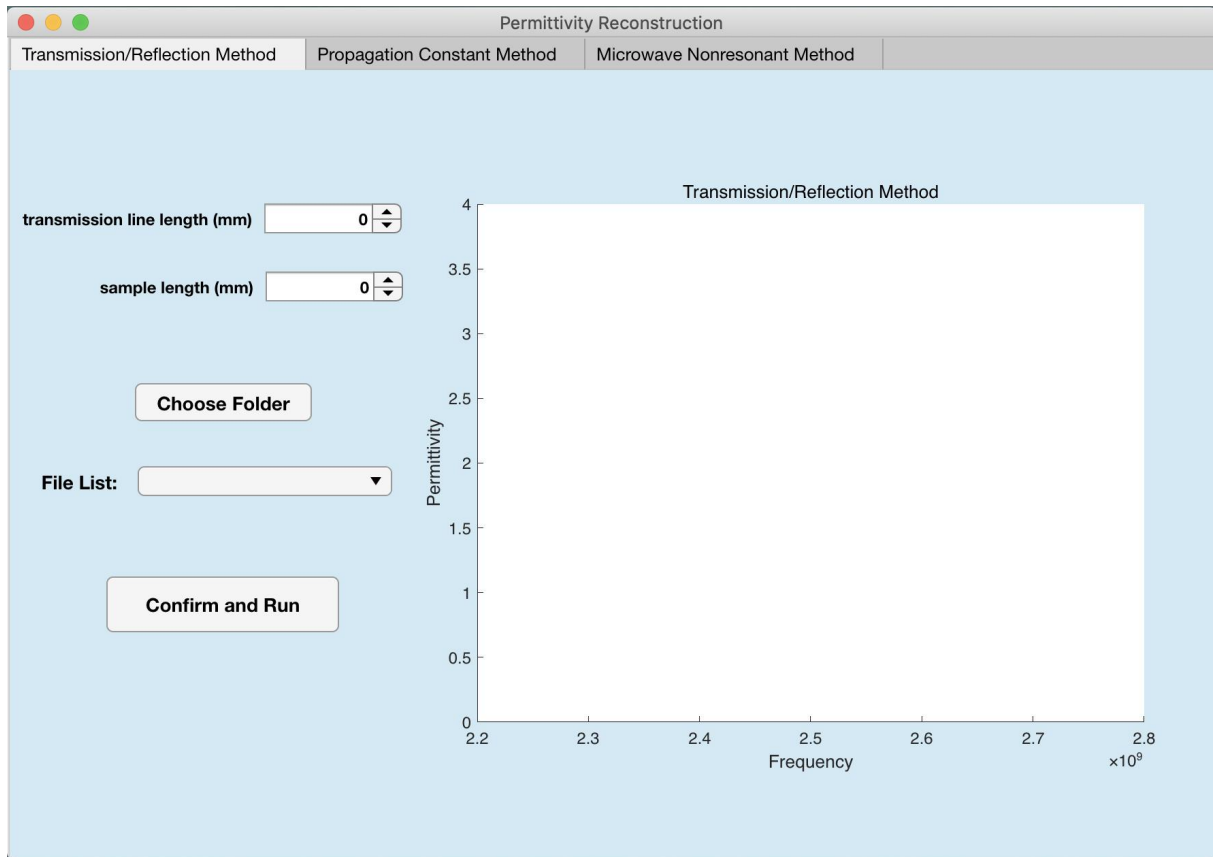 Permittivity Reconstruction
Transmission/Reflection Method
Propagation Constant Method
Microwave Nonresonant Method
transmission line length (mm)
0
sample length (mm)
0
Choose Folder
File List:
Confirm and Run
Transmission/Reflection Method
Permittivity
4
3.5
3
2.5
2
1.5
1
0.5
0
2.2
2.3
2.4
2.5
2.6
2.7
2.8
×10⁹
Frequency